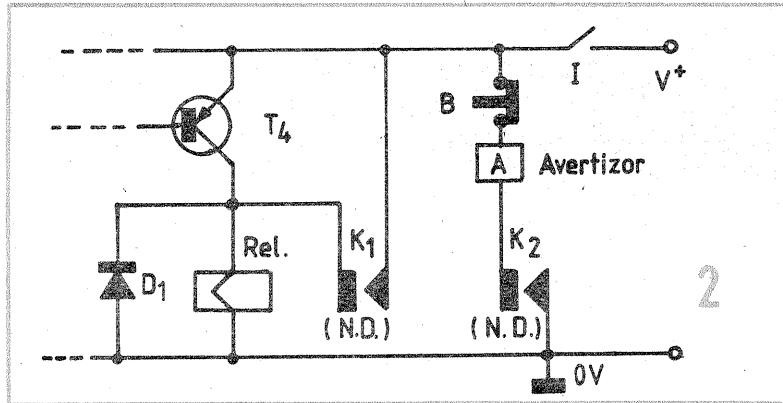 I
V+
B
T4
A Avertizor
Rel.
K1
K2
D1
(N.D.)
(N.D.)
2
0V